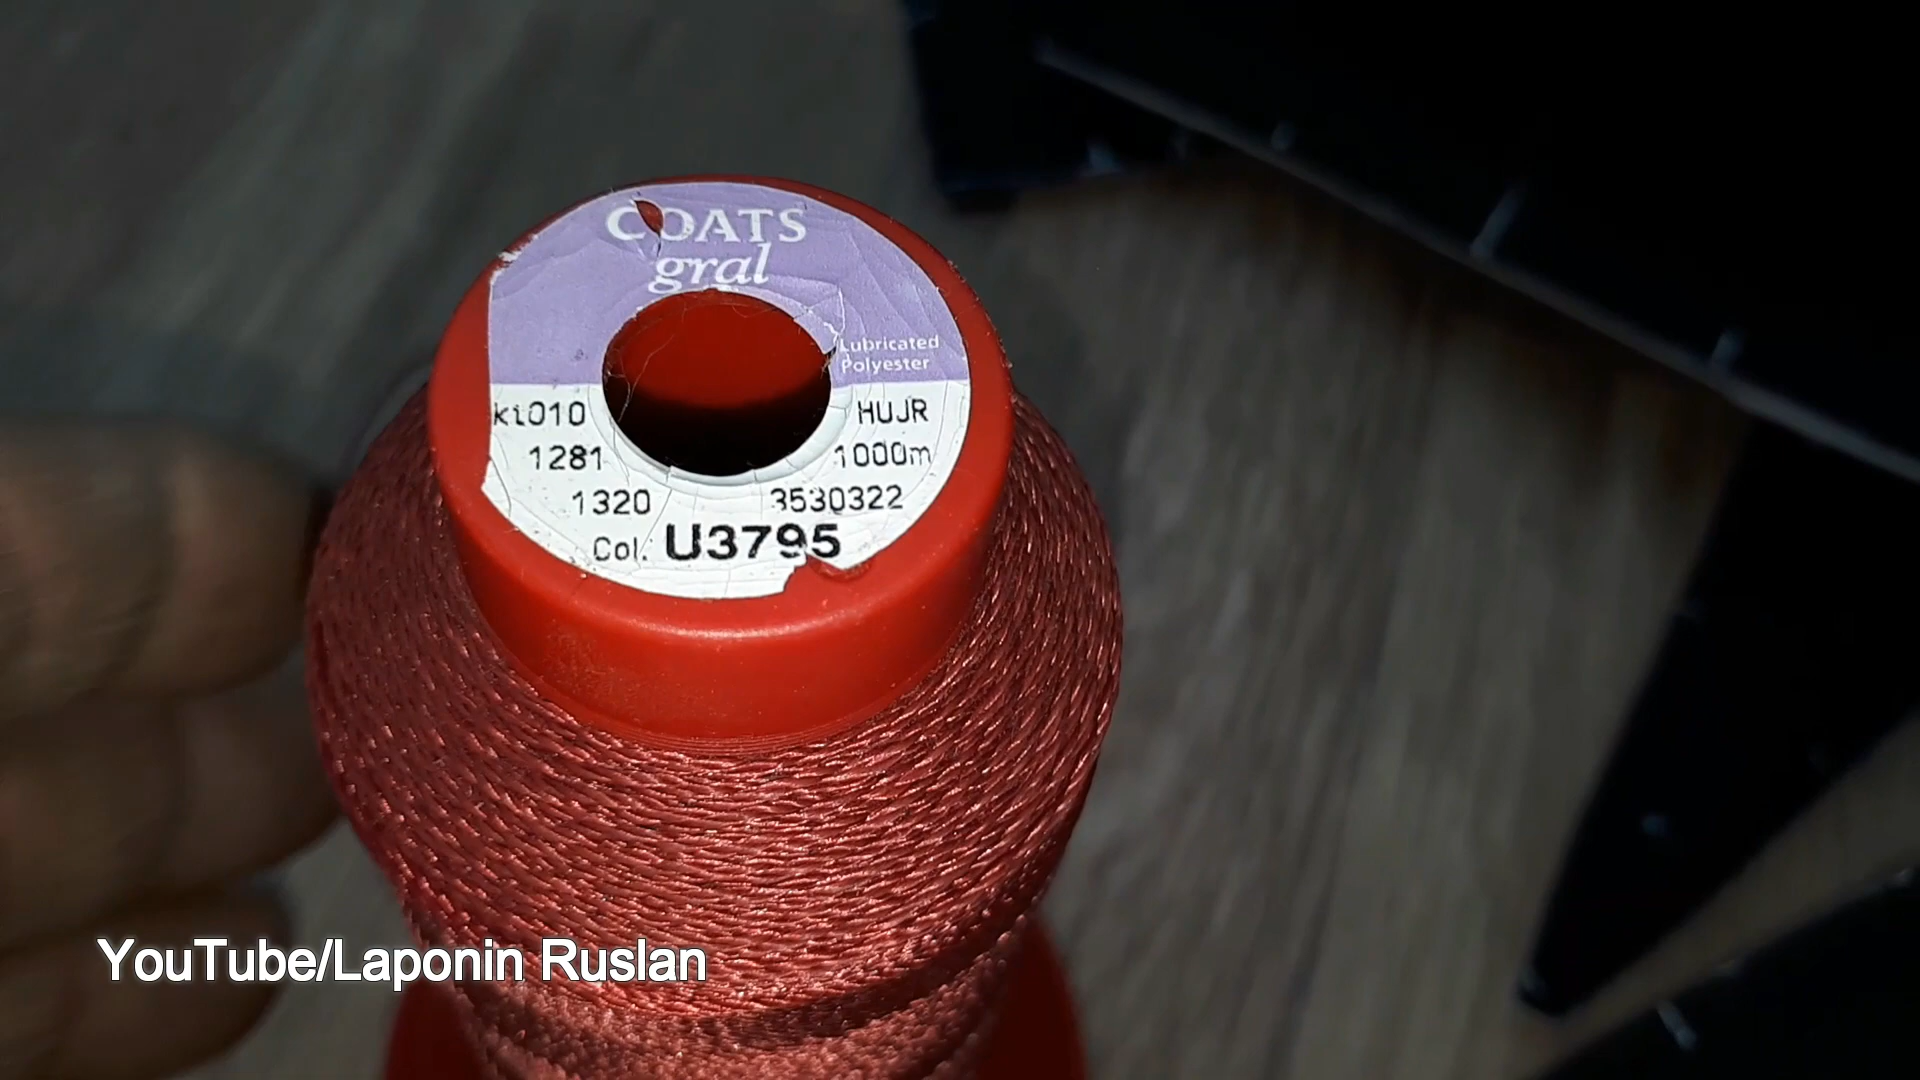 COATS
gral
Lubricated
Polyester
kt010 HUJR
1281 1000m
1320 3530322
Col. U3795
YouTube/Laponin Ruslan